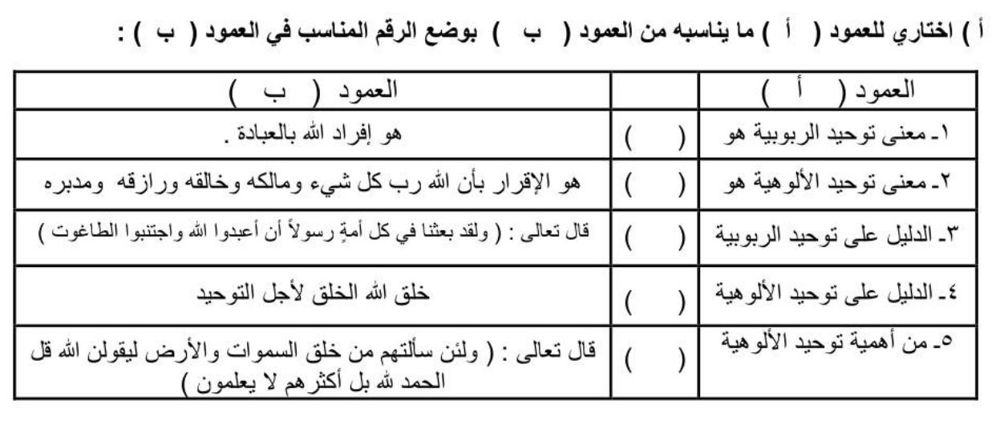 أ ) اختاري للعمود ( أ ) ما يناسبه من العمود ( ب ) بوضع الرقم المناسب في العمود ( ب ) :
العمود ( أ ) العمود ( ب )
١ـ معنى توحيد الربوبية هو ( ) هو إفراد الله بالعبادة .
٢ـ معنى توحيد الألوهية هو ( ) هو الإقرار بأن الله رب كل شيء ومالكه وخالقه ورازقه ومدبره
٣ـ الدليل على توحيد الربوبية ( ) قال تعالى : ( ولقد بعثنا في كل أمةٍ رسولاً أن أعبدوا الله واجتنبوا الطاغوت )
٤ـ الدليل على توحيد الألوهية ( ) خلق الله الخلق لأجل التوحيد
٥ـ من أهمية توحيد الألوهية ( ) قال تعالى : ( ولئن سألتهم من خلق السموات والأرض ليقولن الله قل
الحمد لله بل أكثرهم لا يعلمون )